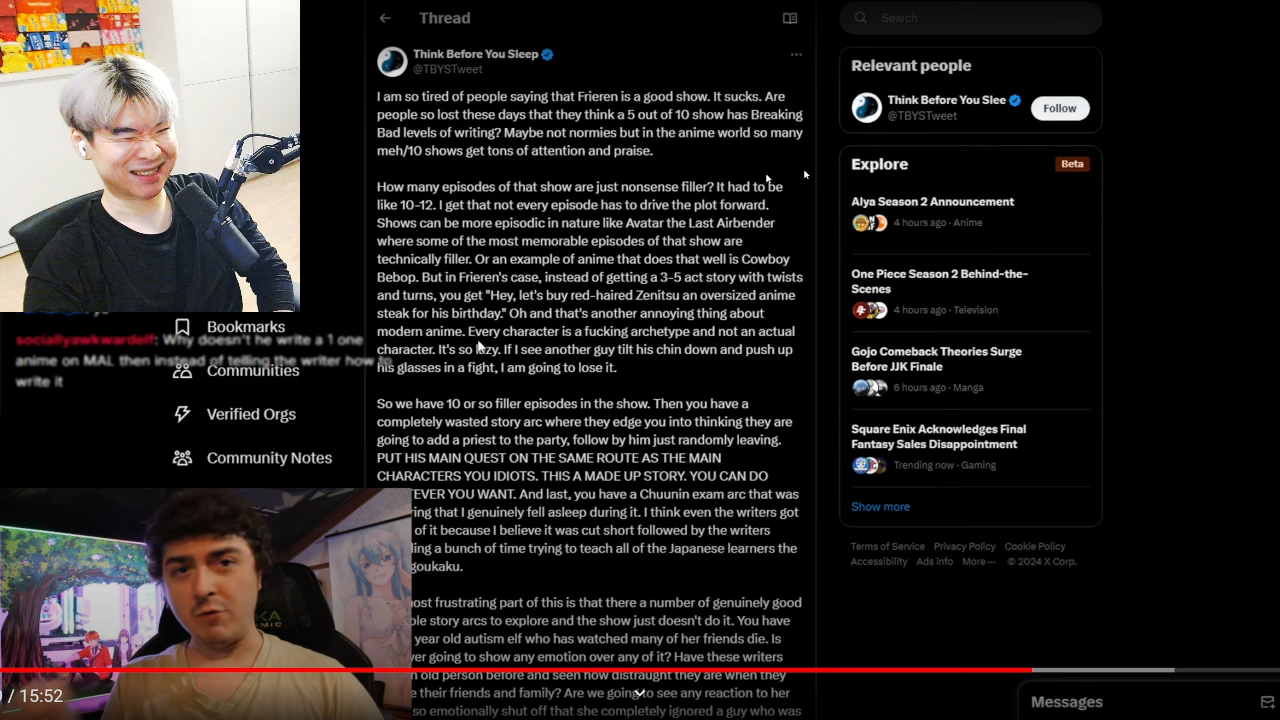 Thread
Think Before You Sleep
@TBYSTweet
I am so tired of people saying that Frieren is a good show. It sucks. Are
people so lost these days that they think a 5 out of 10 show has Breaking
Bad levels of writing? Maybe not normies but in the anime world so many
meh/10 shows get tons of attention and praise.
How many episodes of that show are just nonsense filler? It had to be
like 10-12. I get that not every episode has to drive the plot forward.
Shows can be more episodic in nature like Avatar the Last Airbender
where some of the most memorable episodes of that show are
technically filler. Or an example of anime that does that well is Cowboy
Bebop. But in Frieren's case, instead of getting a 3-5 act story with twists
and turns, you get "Hey, let's buy red-haired Zenitsu an oversized anime
steak for his birthday." Oh and that's another annoying thing about
modern anime. Every character is a fucking archetype and not an actual
character. It's so lazy. If I see another guy tilt his chin down and push up
his glasses in a fight, I am going to lose it.
So we have 10 or so filler episodes in the show. Then you have a
completely wasted story arc where they edge you into thinking they are
going to add a priest to the party, follow by him just randomly leaving.
PUT HIS MAIN QUEST ON THE SAME ROUTE AS THE MAIN
CHARACTERS YOU IDIOTS. THIS A MADE UP STORY. YOU CAN DO
EVER YOU WANT. And last, you have a Chuunin exam arc that was
ring that I genuinely fell asleep during it. I think even the writers got
of it because I believe it was cut short followed by the writers
ling a bunch of time trying to teach all of the Japanese learners the
goukaku.
ost frustrating part of this is that there a number of genuinely good
ole story arcs to explore and the show just doesn't do it. You have
year old autism elf who has watched many of her friends die. Is
er going to show any emotion over any of it? Have these writers
old person before and seen how distraught they are when they
e their friends and family? Are we going to see any reaction to her
so emotionally shut off that she completely ignored a guy who was
Bookmarks
sociallyawkwardelf: Why doesn't he write a 1 one
anime on MAL then instead of telling the writer how to
write it
Communities
Verified Orgs
Community Notes
Search
Relevant people
Think Before You Slee
@TBYSTweet
Follow
Explore
Beta
Alya Season 2 Announcement
4 hours ago · Anime
One Piece Season 2 Behind-the-
Scenes
4 hours ago · Television
Gojo Comeback Theories Surge
Before JJK Finale
6 hours ago · Manga
Square Enix Acknowledges Final
Fantasy Sales Disappointment
Trending now · Gaming
Show more
Terms of Service Privacy Policy Cookie Policy
Accessibility Ads info More ··· © 2024 X Corp.
/ 15:52
Messages